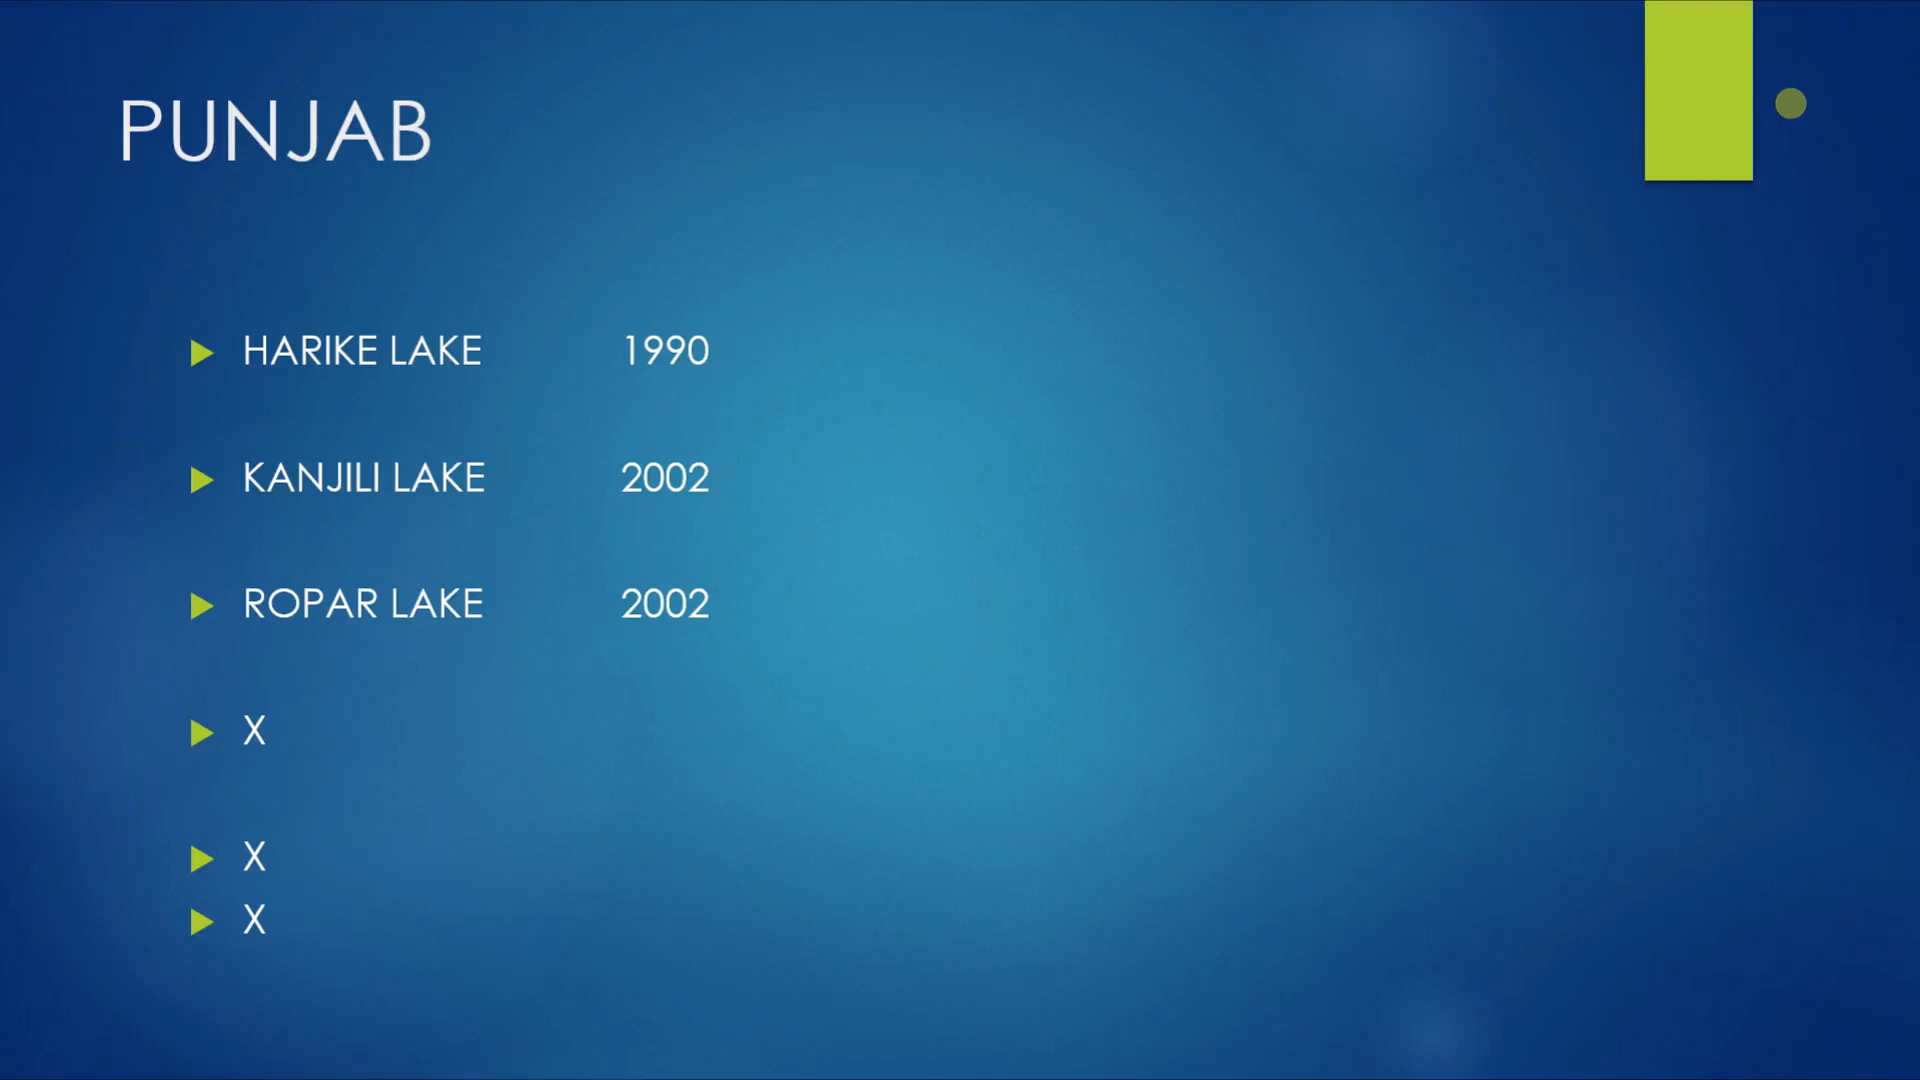 PUNJAB
HARIKE LAKE 1990
KANJILI LAKE 2002
ROPAR LAKE 2002
X
X
X